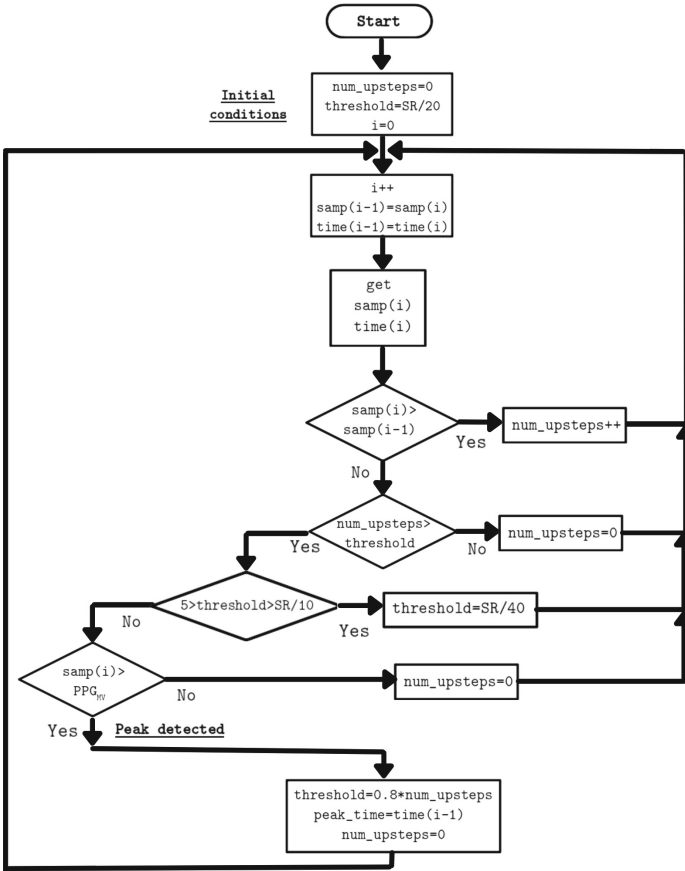 Start
Initial
conditions
num_upsteps=0
threshold=SR/20
i=0
i++
samp(i-1)=samp(i)
time(i-1)=time(i)
get
samp(i)
time(i)
samp(i)>
samp(i-1)
Yes
num_upsteps++
No
num_upsteps>
threshold
Yes
No
num_upsteps=0
5>threshold>SR/10
No
Yes
threshold=SR/40
samp(i)>
PPG_MV
No
num_upsteps=0
Yes
Peak detected
threshold=0.8*num_upsteps
peak_time=time(i-1)
num_upsteps=0